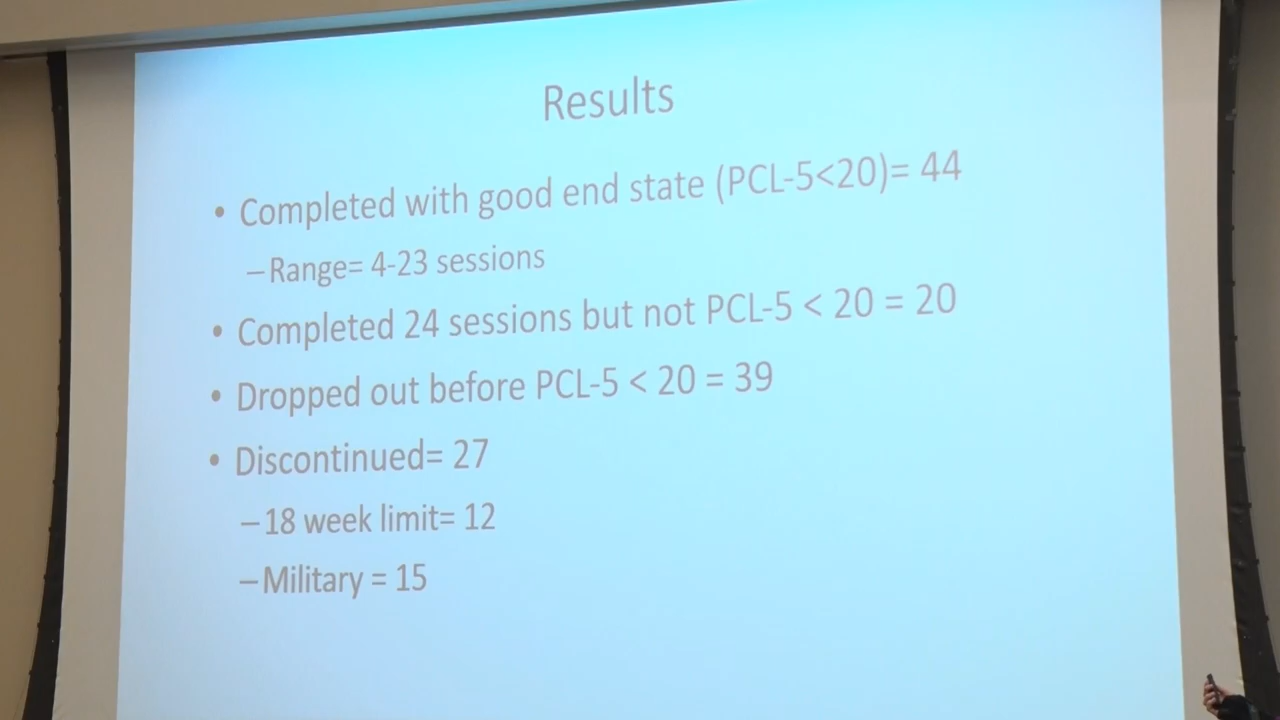 Results
• Completed with good end state (PCL-5<20)= 44
–Range= 4-23 sessions
• Completed 24 sessions but not PCL-5 < 20 = 20
• Dropped out before PCL-5 < 20 = 39
• Discontinued= 27
–18 week limit= 12
–Military = 15